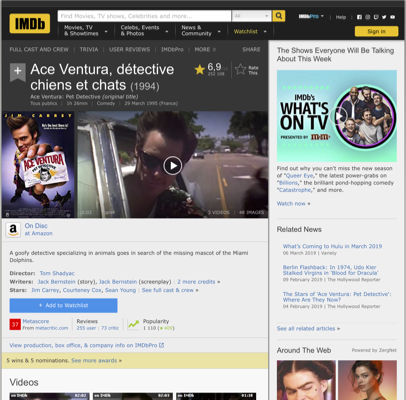 IMDb
Find Movies, TV shows, Celebrities and more...
All
Movies, TV & Showtimes
Celebs, Events & Photos
News & Community
Watchlist
IMDbPro
Help
Sign in
FULL CAST AND CREW | TRIVIA | USER REVIEWS | IMDbPro | MORE
SHARE
Ace Ventura, détective chiens et chats (1994)
Ace Ventura: Pet Detective (original title)
Tous publics | 1h 26min | Comedy | 29 March 1995 (France)
6,9
Rate This
JIM CARREY
ACE VENTURA
2 VIDEOS
46 IMAGES
On Disc
at Amazon
A goofy detective specializing in animals goes in search of the missing mascot of the Miami Dolphins.
Director: Tom Shadyac
Writers: Jack Bernstein (story), Jack Bernstein (screenplay) | 2 more credits »
Stars: Jim Carrey, Courteney Cox, Sean Young | See full cast & crew »
+ Add to Watchlist
37
Metascore
From metacritic.com
Reviews
255 user | 73 critic
Popularity
View production, box office, & company info on IMDbPro
5 wins & 5 nominations. See more awards »
Videos
The Shows Everyone Will Be Talking About This Week
IMDb's
WHAT'S ON TV
PRESENTED BY m&m's
Find out why you can't miss the new season of "Queer Eye," the latest power-grabs on "Billions," the brilliant pond-hopping comedy "Catastrophe," and more.
Watch now »
Related News
What's Coming to Hulu in March 2019
06 March 2019 | Variety
Berlin Flashback: In 1974, Udo Kier Stalked Virgins in 'Blood for Dracula'
09 February 2019 | The Hollywood Reporter
The Stars of 'Ace Ventura: Pet Detective': Where Are They Now?
04 February 2019 | The Hollywood Reporter
See all related articles »
Around The Web
Powered by ZergNet